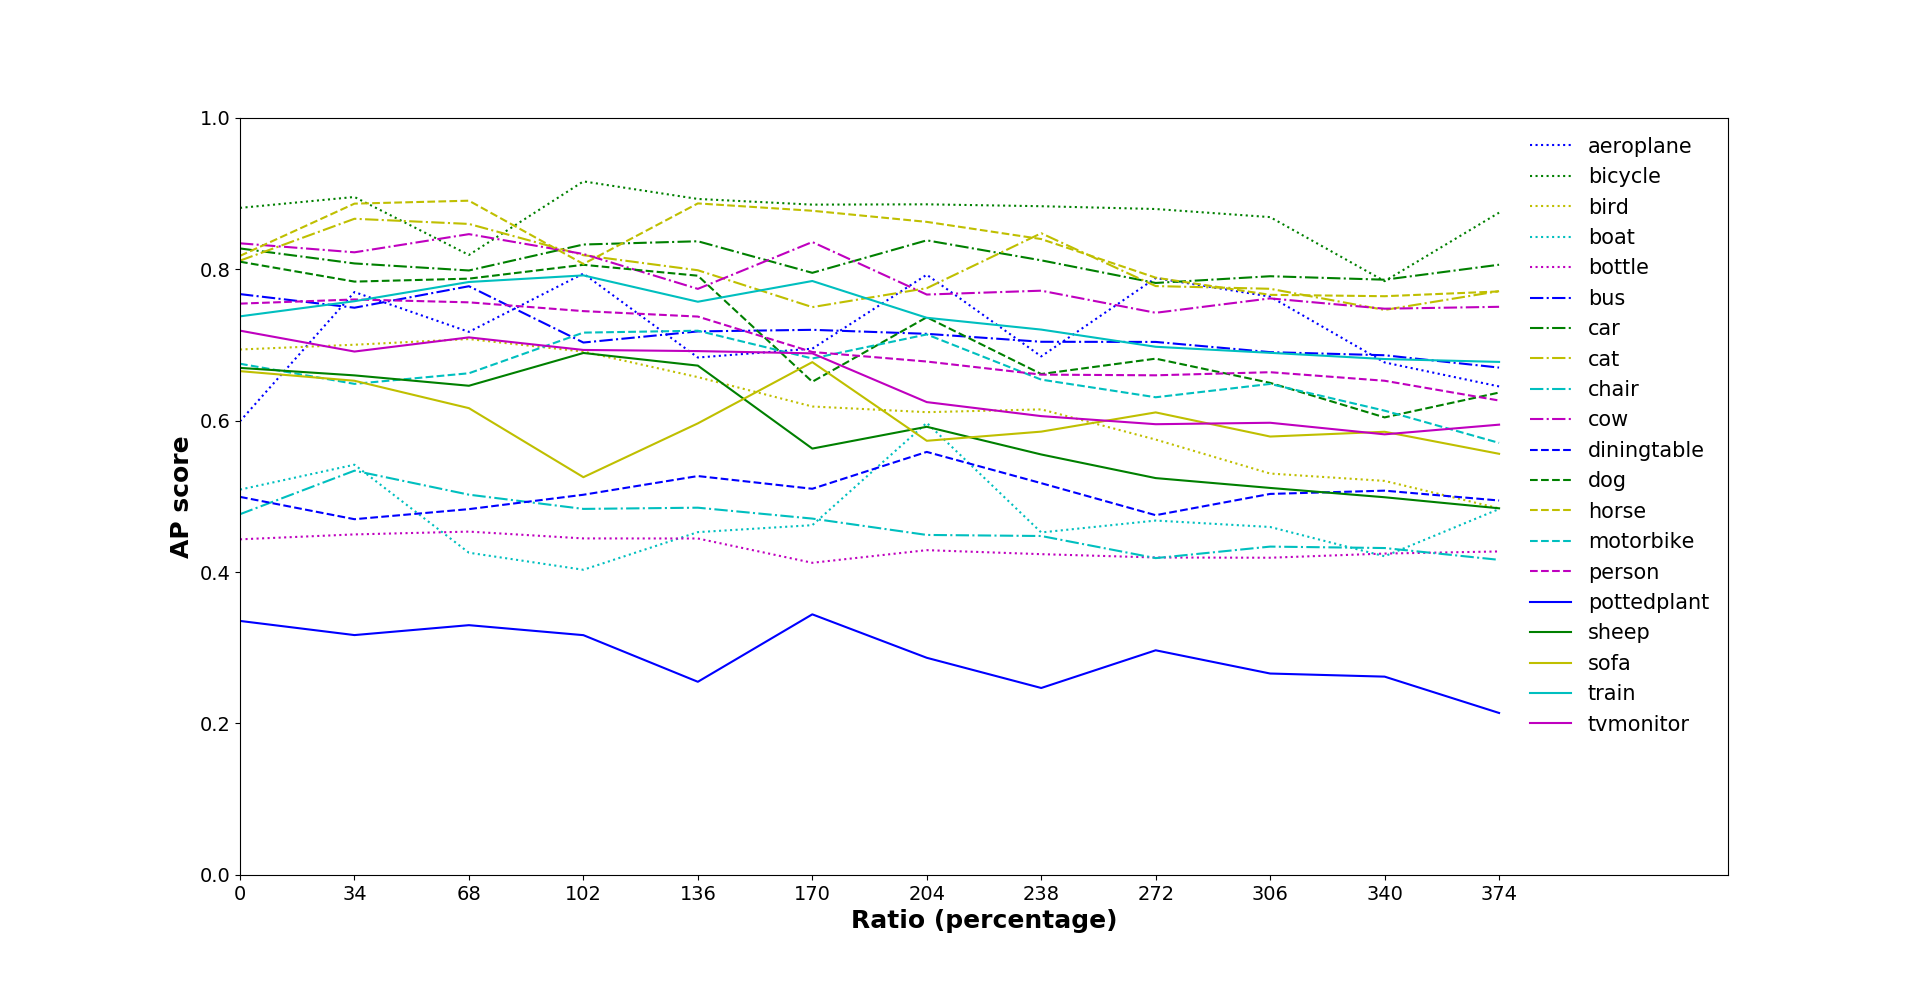 1.0
0.8
0.6
0.4
0.2
0.0
AP score
0 34 68 102 136 170 204 238 272 306 340 374
Ratio (percentage)
aeroplane
bicycle
bird
boat
bottle
bus
car
cat
chair
cow
diningtable
dog
horse
motorbike
person
pottedplant
sheep
sofa
train
tvmonitor